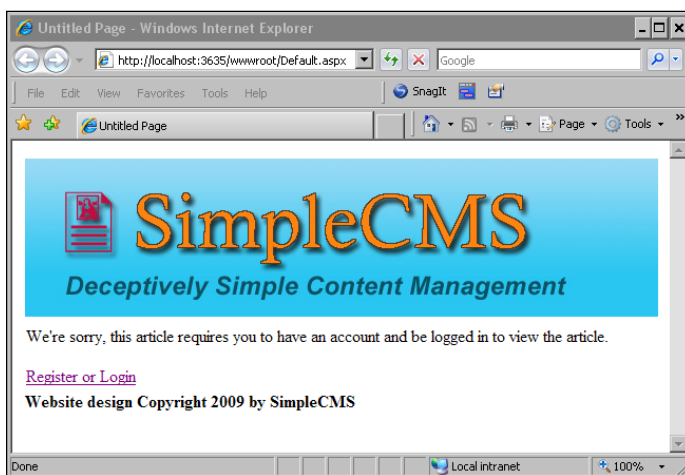 Untitled Page - Windows Internet Explorer
http://localhost:3635/wwwroot/Default.aspx Google
File Edit View Favorites Tools Help SnagIt
Untitled Page Page Tools »
SimpleCMS
Deceptively Simple Content Management
We're sorry, this article requires you to have an account and be logged in to view the article.
Register or Login
Website design Copyright 2009 by SimpleCMS
Done Local intranet 100%